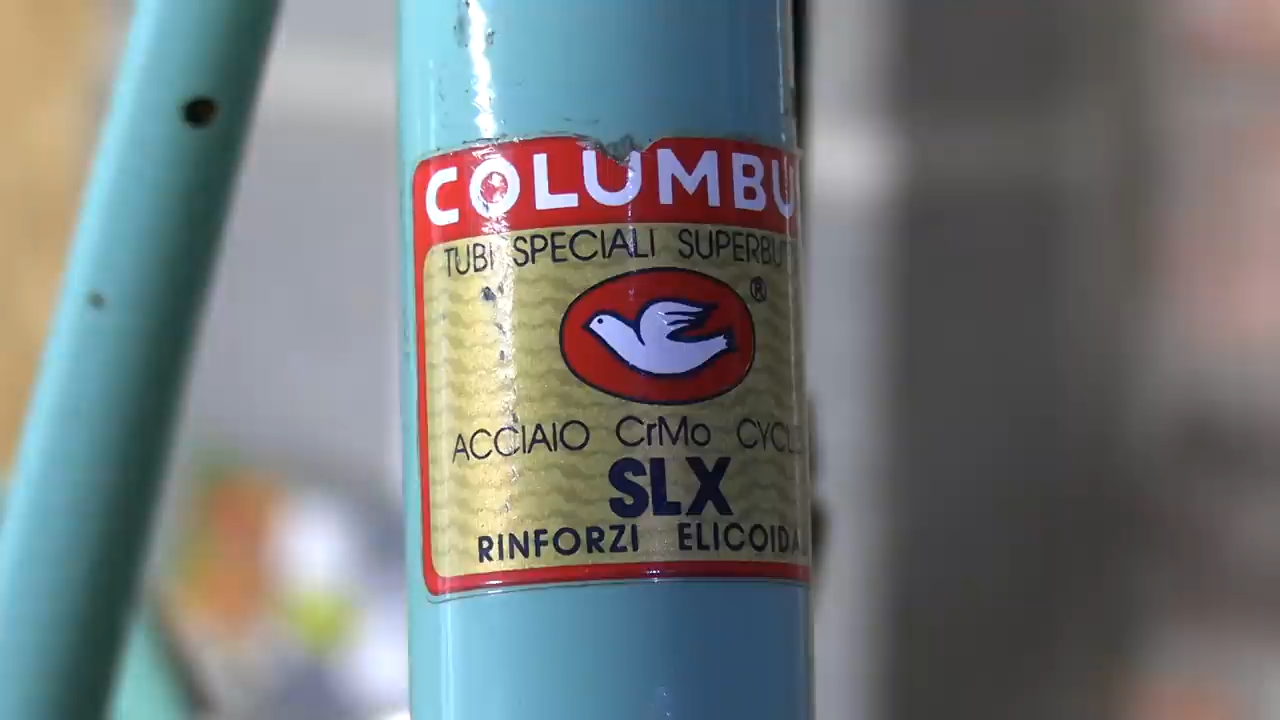 COLUMBU
TUBI SPECIALI SUPERBU
®
ACCIAIO CrMo CYCL
SLX
RINFORZI ELICOIDA